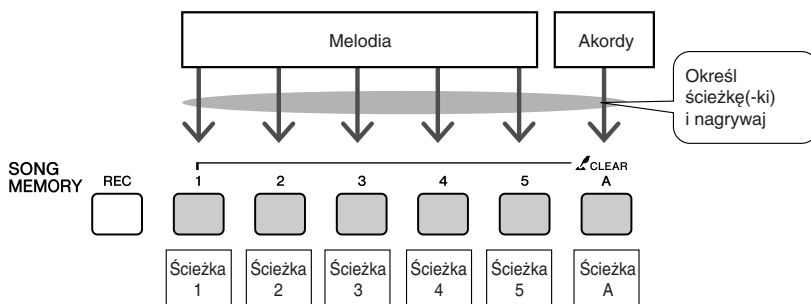 Melodia
Akordy
Określ
ścieżkę(-ki)
i nagrywaj
CLEAR
SONG
MEMORY
REC
1
2
3
4
5
A
Ścieżka
1
Ścieżka
2
Ścieżka
3
Ścieżka
4
Ścieżka
5
Ścieżka
A